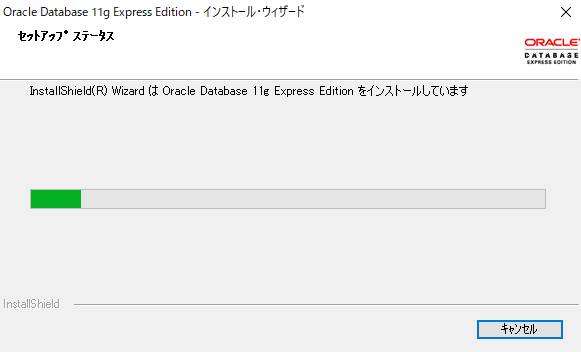 Oracle Database 11g Express Edition - インストール・ウィザード
セットアップ ステータス
ORACLE
DATABASE
EXPRESS EDITION
InstallShield(R) Wizard は Oracle Database 11g Express Edition をインストールしています
InstallShield
キャンセル